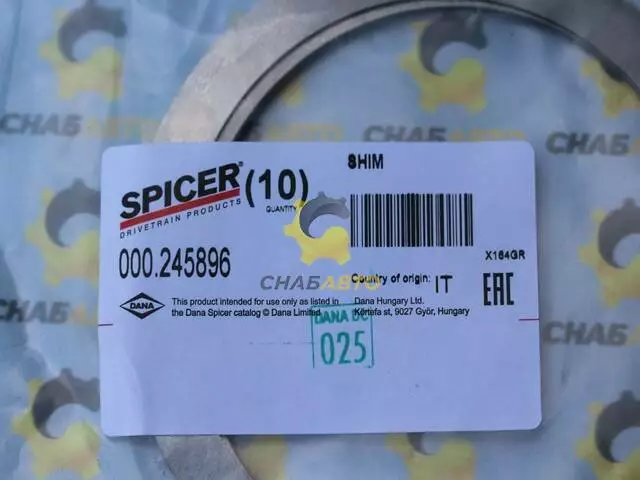 SHIM
SPICER® (10)
QUANTITY
DRIVETRAIN PRODUCTS
X164GR
000.245896
СНАБАВТО
Country of origin: IT
EAC
DANA
This product intended for use only as listed in
the Dana Spicer catalog © Dana Limited
Dana Hungary Ltd.
Kértefa st, 9027 Győr, Hungary
DANA DC
025
СНАБАВТО
СНАБАВТО
СНАБАВТО